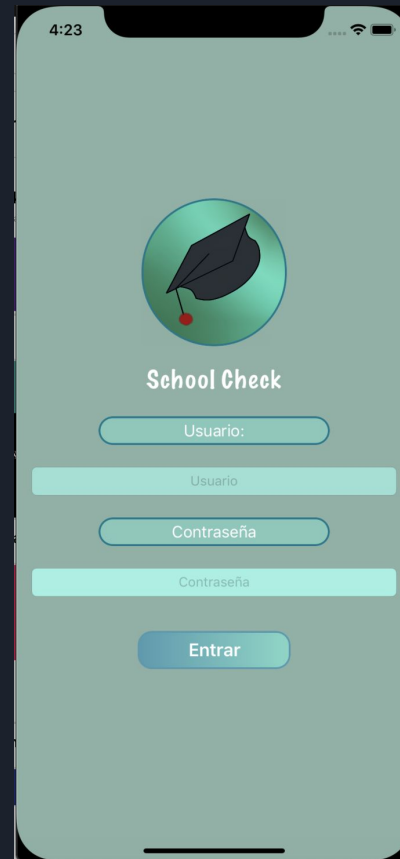 4:23
School Check
Usuario:
Usuario
Contraseña
Contraseña
Entrar